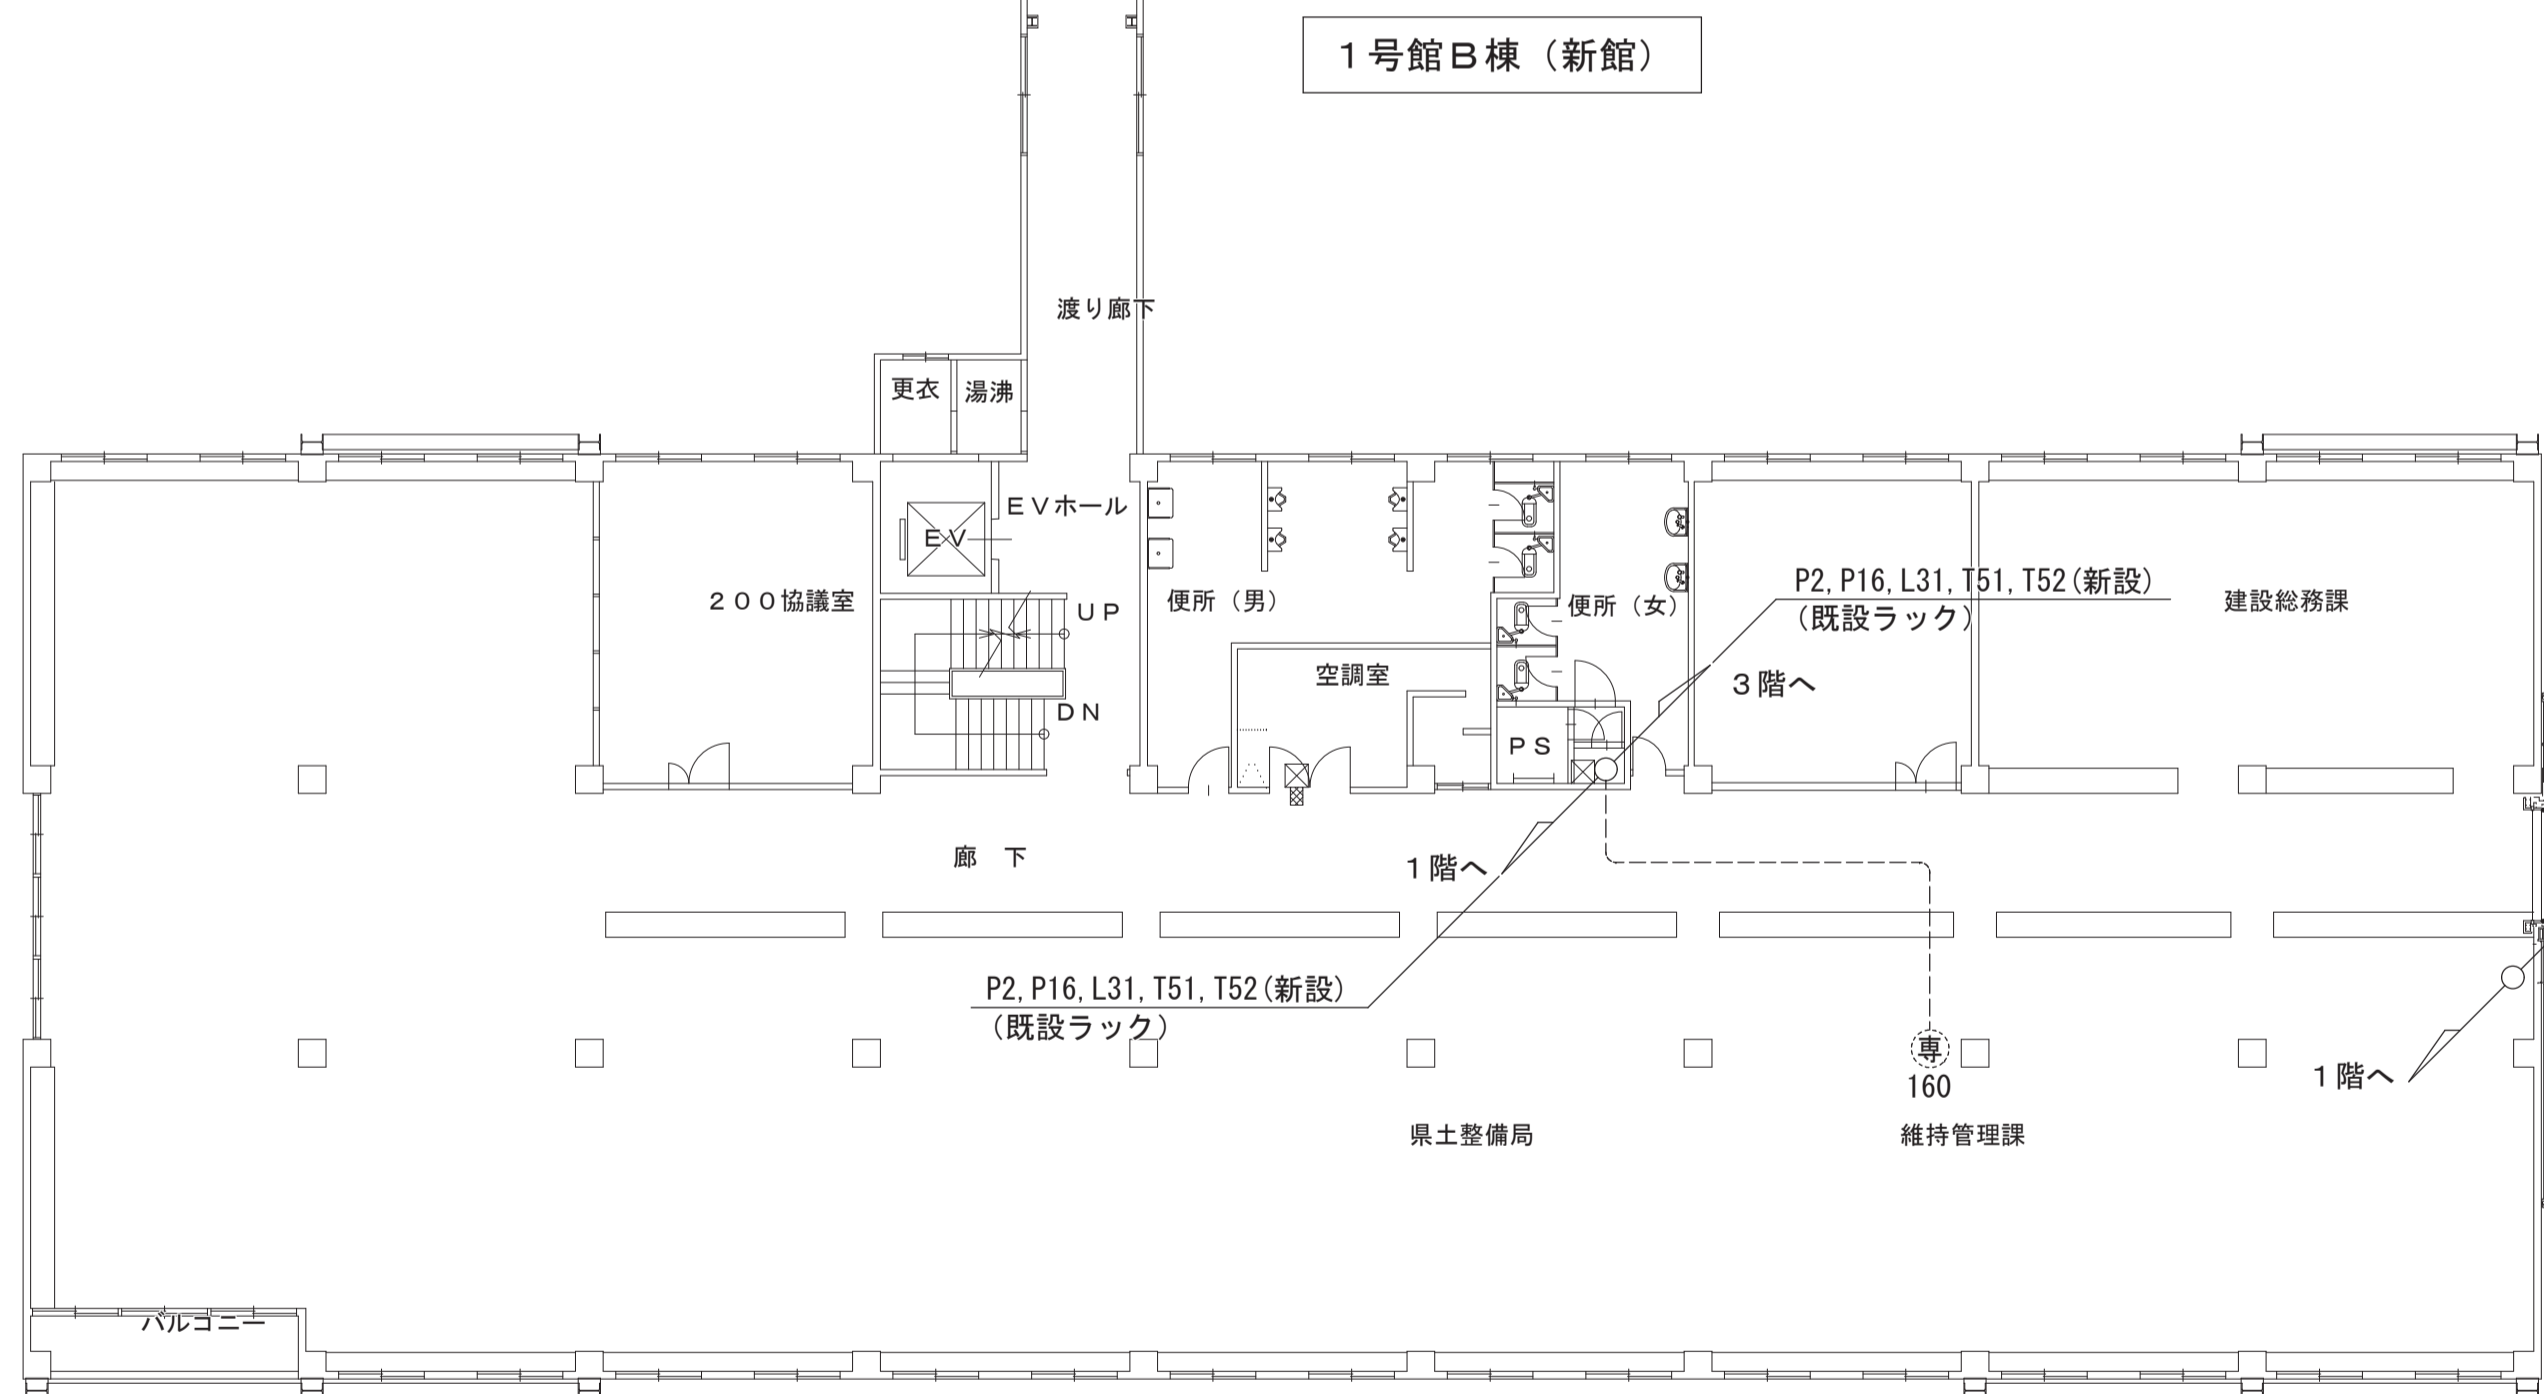 １号館Ｂ棟（新館）
渡り廊下
更衣
湯沸
ＥＶホール
ＥＶ
２００協議室
ＵＰ
便所（男）
便所（女）
P2, P16, L31, T51, T52(新設)
（既設ラック）
建設総務課
空調室
３階へ
ＤＮ
ＰＳ
廊　下
１階へ
P2, P16, L31, T51, T52(新設)
（既設ラック）
専
160
１階へ
県土整備局
維持管理課
バルコニー